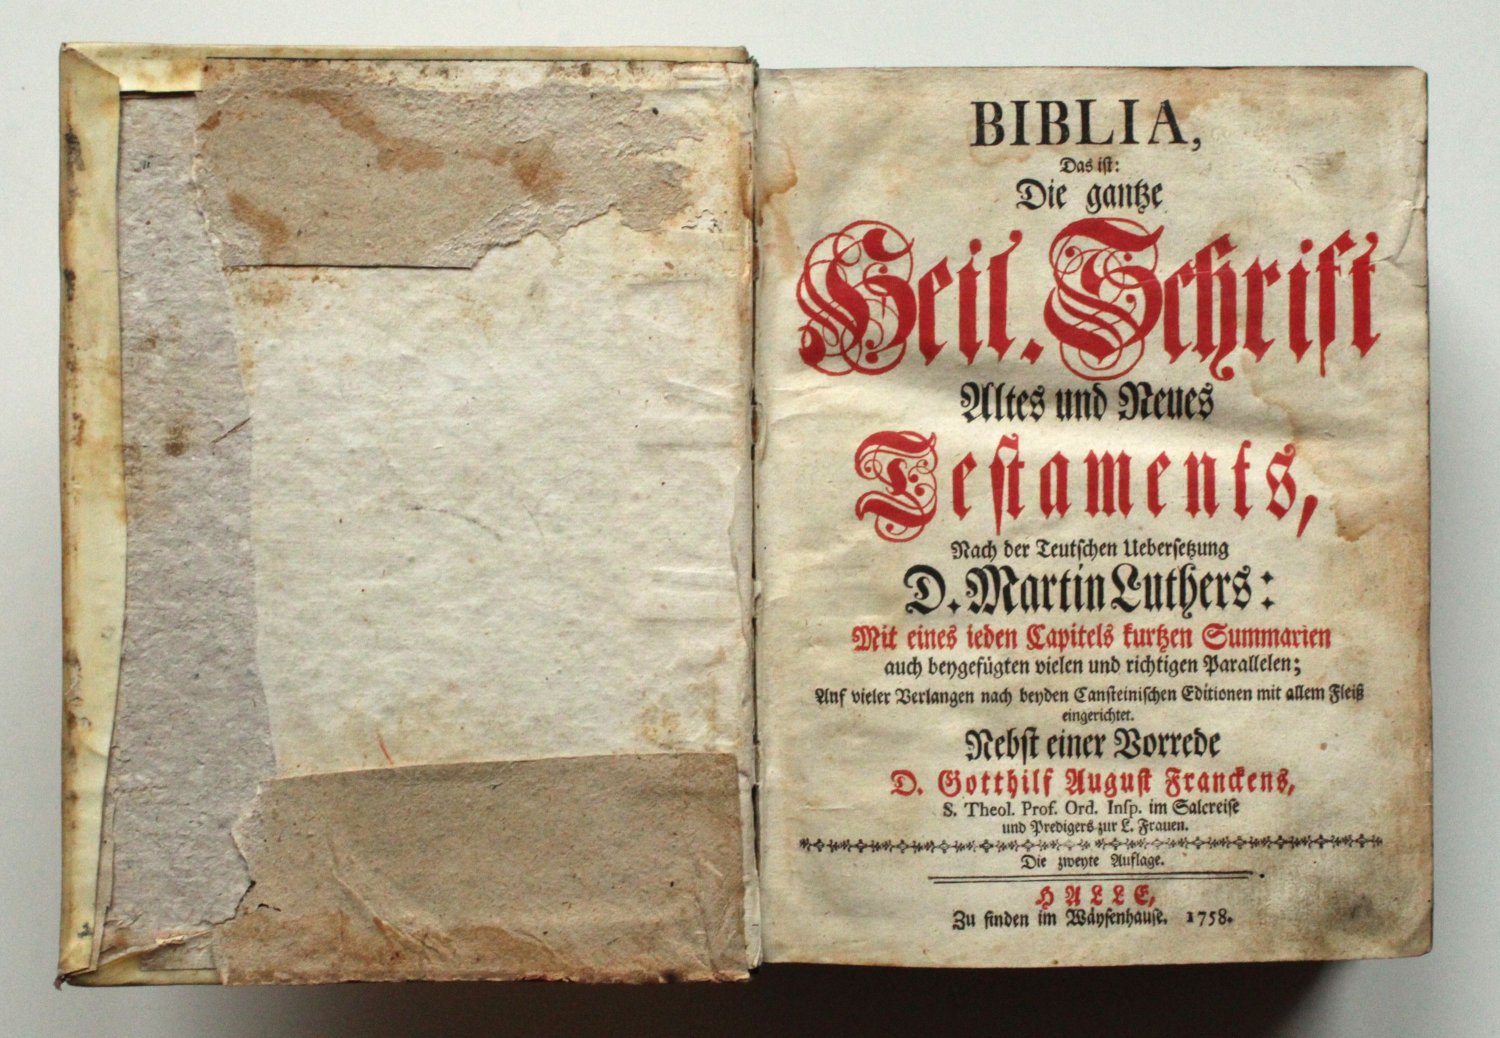 BIBLIA,
Das ist:
Die gantze
Heil. Schrift
Altes und Neues
Testaments,
Nach der Teutschen Uebersetzung
D. Martin Luthers:
Mit eines ieden Capitels kurtzen Summarien
auch beygefügten vielen und richtigen Parallelen;
Auf vieler Verlangen nach beyden Cansteinischen Editionen mit allem Fleiß
eingerichtet.
Nebst einer Vorrede
D. Gotthilf August Franckens,
S. Theol. Prof. Ord. Insp. im Salcreise
und Predigers zur L. Frauen.
Die zweyte Auflage.
HALLE,
Zu finden im Wäysenhause. 1758.